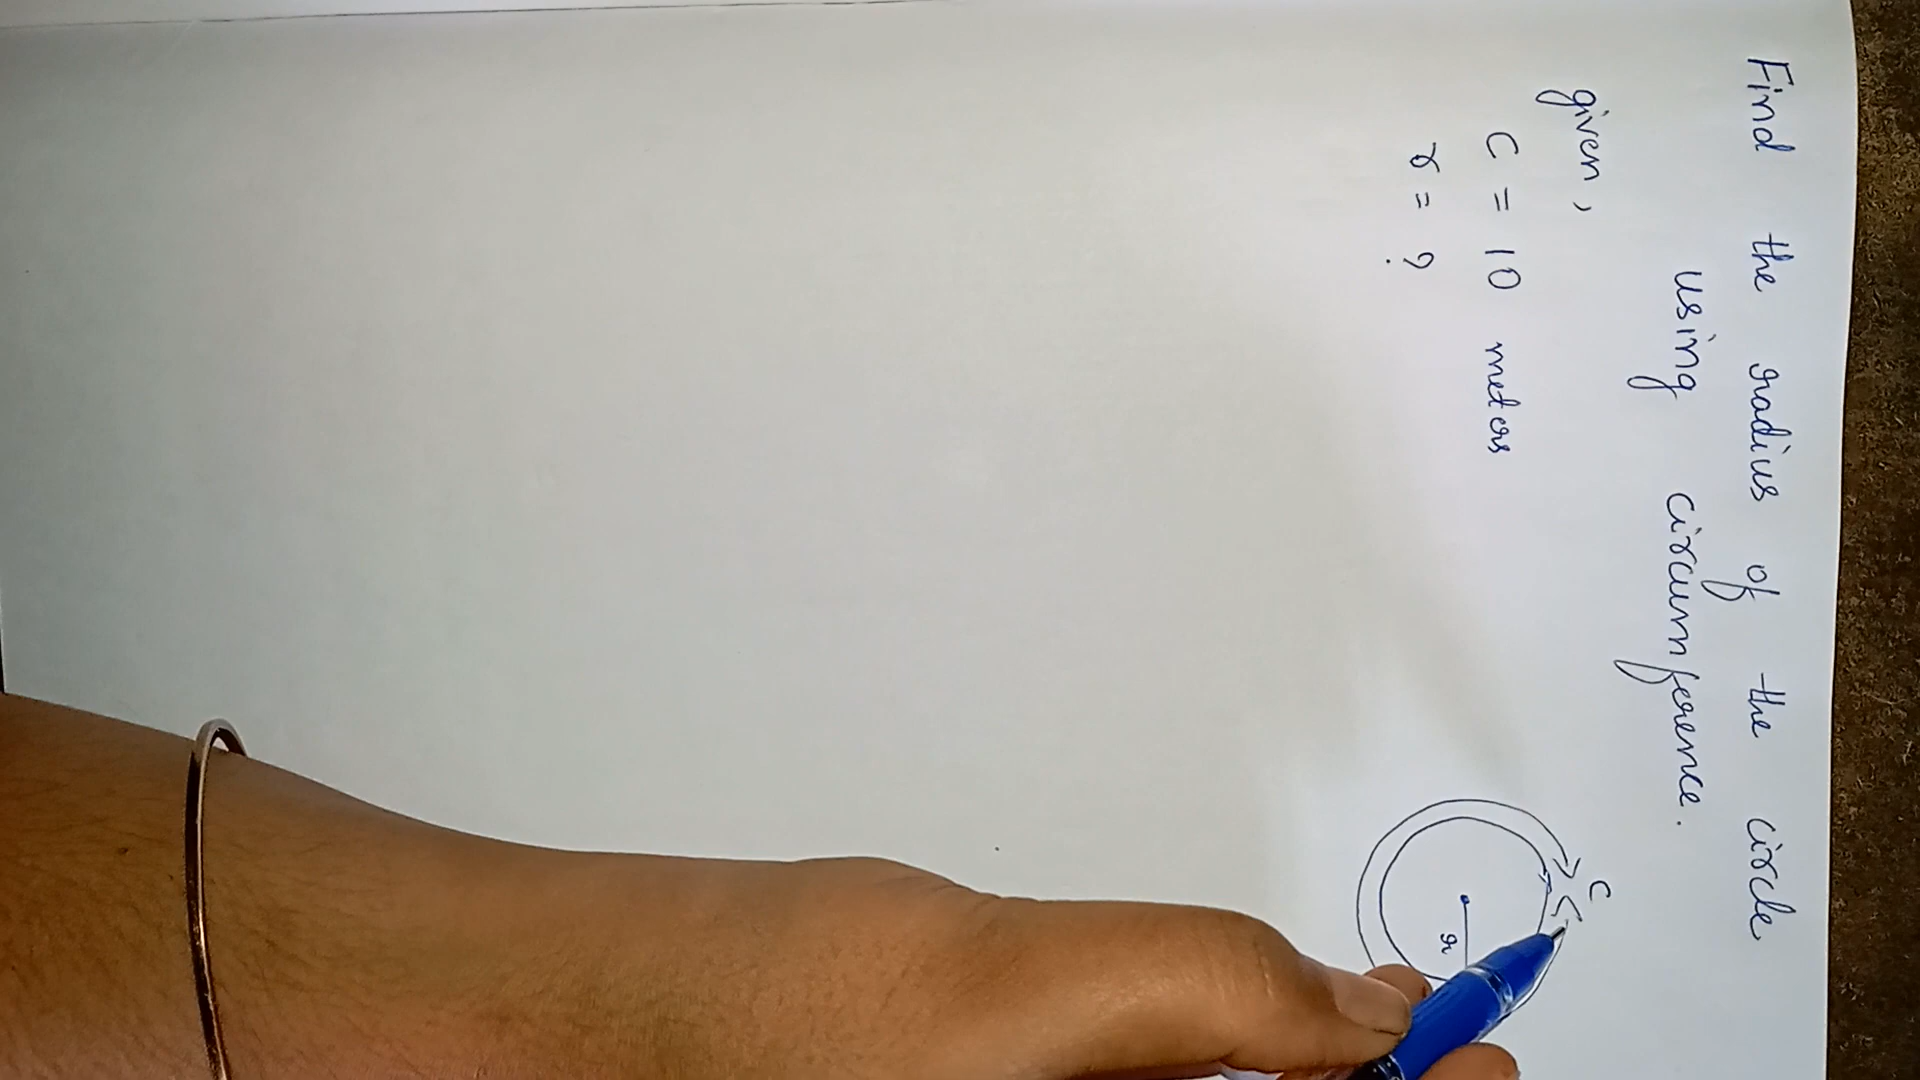 Find the radius of the circle
using circumference.
given,
C = 10 meters
r = ?
C
r